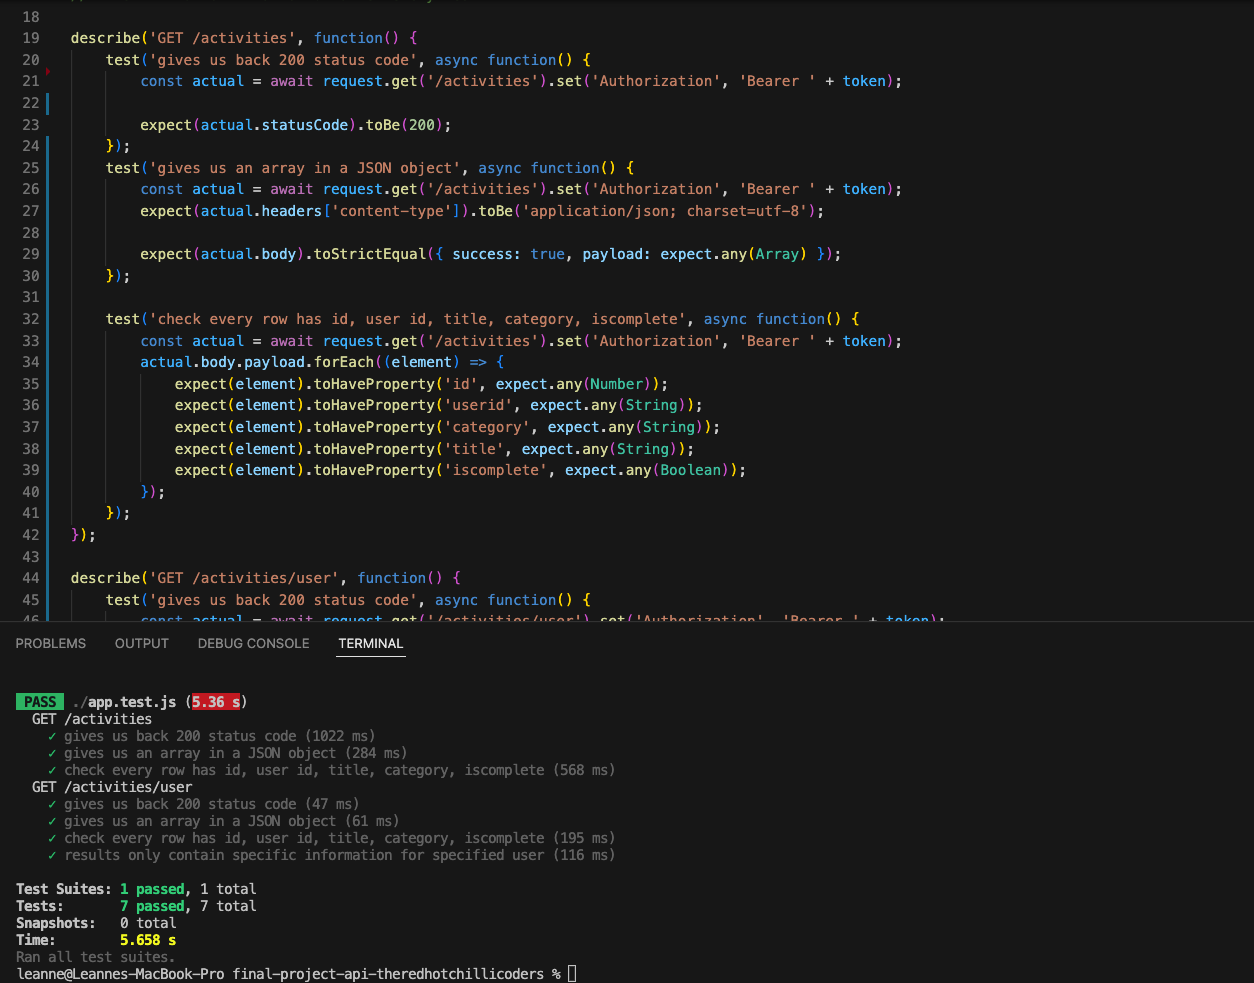 18
19 describe('GET /activities', function() {
20 test('gives us back 200 status code', async function() {
21 const actual = await request.get('/activities').set('Authorization', 'Bearer ' + token);
22
23 expect(actual.statusCode).toBe(200);
24 });
25 test('gives us an array in a JSON object', async function() {
26 const actual = await request.get('/activities').set('Authorization', 'Bearer ' + token);
27 expect(actual.headers['content-type']).toBe('application/json; charset=utf-8');
28
29 expect(actual.body).toStrictEqual({ success: true, payload: expect.any(Array) });
30 });
31
32 test('check every row has id, user id, title, category, iscomplete', async function() {
33 const actual = await request.get('/activities').set('Authorization', 'Bearer ' + token);
34 actual.body.payload.forEach((element) => {
35 expect(element).toHaveProperty('id', expect.any(Number));
36 expect(element).toHaveProperty('userid', expect.any(String));
37 expect(element).toHaveProperty('category', expect.any(String));
38 expect(element).toHaveProperty('title', expect.any(String));
39 expect(element).toHaveProperty('iscomplete', expect.any(Boolean));
40 });
41 });
42 });
43
44 describe('GET /activities/user', function() {
45 test('gives us back 200 status code', async function() {
46 const actual = await request.get('/activities/user').set('Authorization', 'Bearer ' + token);
PROBLEMS OUTPUT DEBUG CONSOLE TERMINAL
PASS ./app.test.js (5.36 s)
GET /activities
✓ gives us back 200 status code (1022 ms)
✓ gives us an array in a JSON object (284 ms)
✓ check every row has id, user id, title, category, iscomplete (568 ms)
GET /activities/user
✓ gives us back 200 status code (47 ms)
✓ gives us an array in a JSON object (61 ms)
✓ check every row has id, user id, title, category, iscomplete (195 ms)
✓ results only contain specific information for specified user (116 ms)
Test Suites: 1 passed, 1 total
Tests: 7 passed, 7 total
Snapshots: 0 total
Time: 5.658 s
Ran all test suites.
leanne@Leannes-MacBook-Pro final-project-api-theredhotchillicoders %